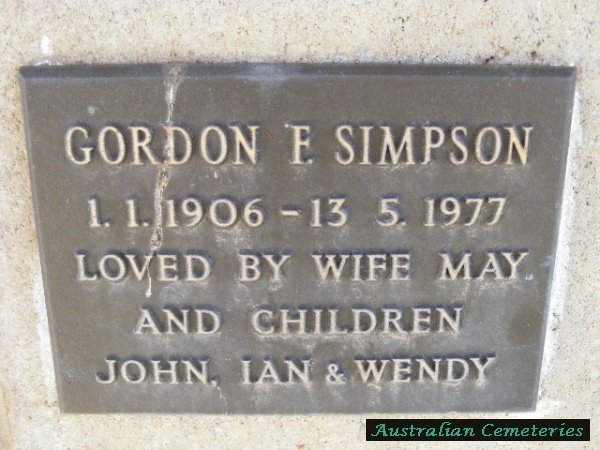 GORDON F. SIMPSON
1. 1. 1906 - 13 5. 1977
LOVED BY WIFE MAY.
AND CHILDREN
JOHN, IAN & WENDY
Australian Cemeteries